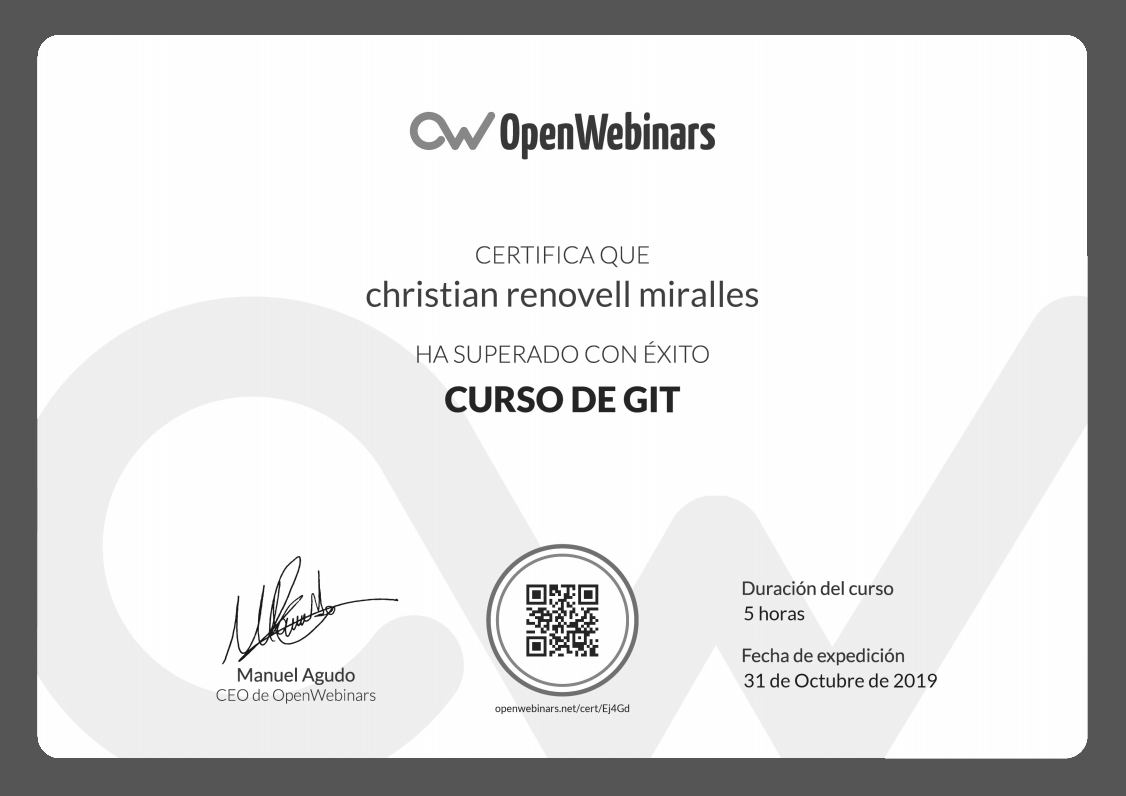 OpenWebinars
CERTIFICA QUE
christian renovell miralles
HA SUPERADO CON ÉXITO
CURSO DE GIT
Manuel Agudo
CEO de OpenWebinars
openwebinars.net/cert/Ej4Gd
Duración del curso
5 horas
Fecha de expedición
31 de Octubre de 2019